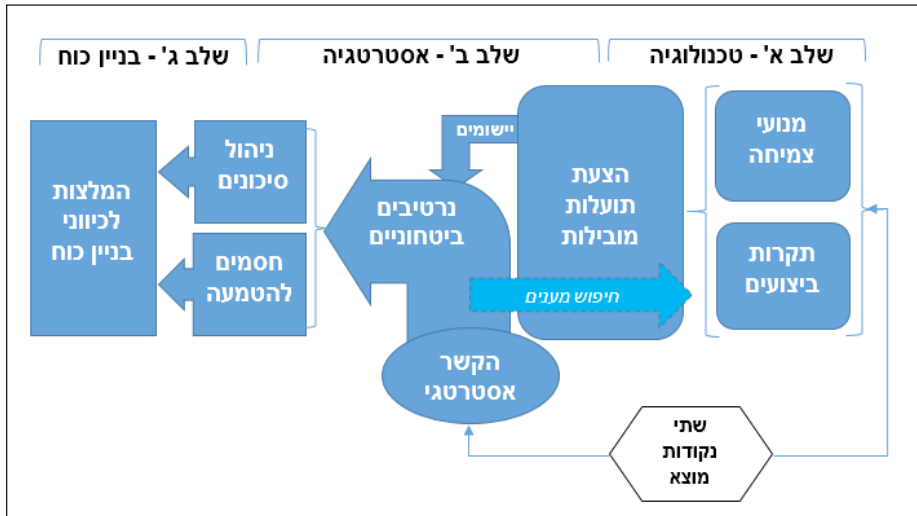 שלב א' - טכנולוגיה
שלב ב' - אסטרטגיה
שלב ג' - בניין כוח
מנועי
צמיחה
תקרות
ביצועים
הצעת
תועלות
מובילות
יישומים
נרטיבים
ביטחוניים
חיפוש מענים
הקשר
אסטרטגי
ניהול
סיכונים
חסמים
להטמעה
המלצות
לכיווני
בניין כוח
שתי
נקודות
מוצא